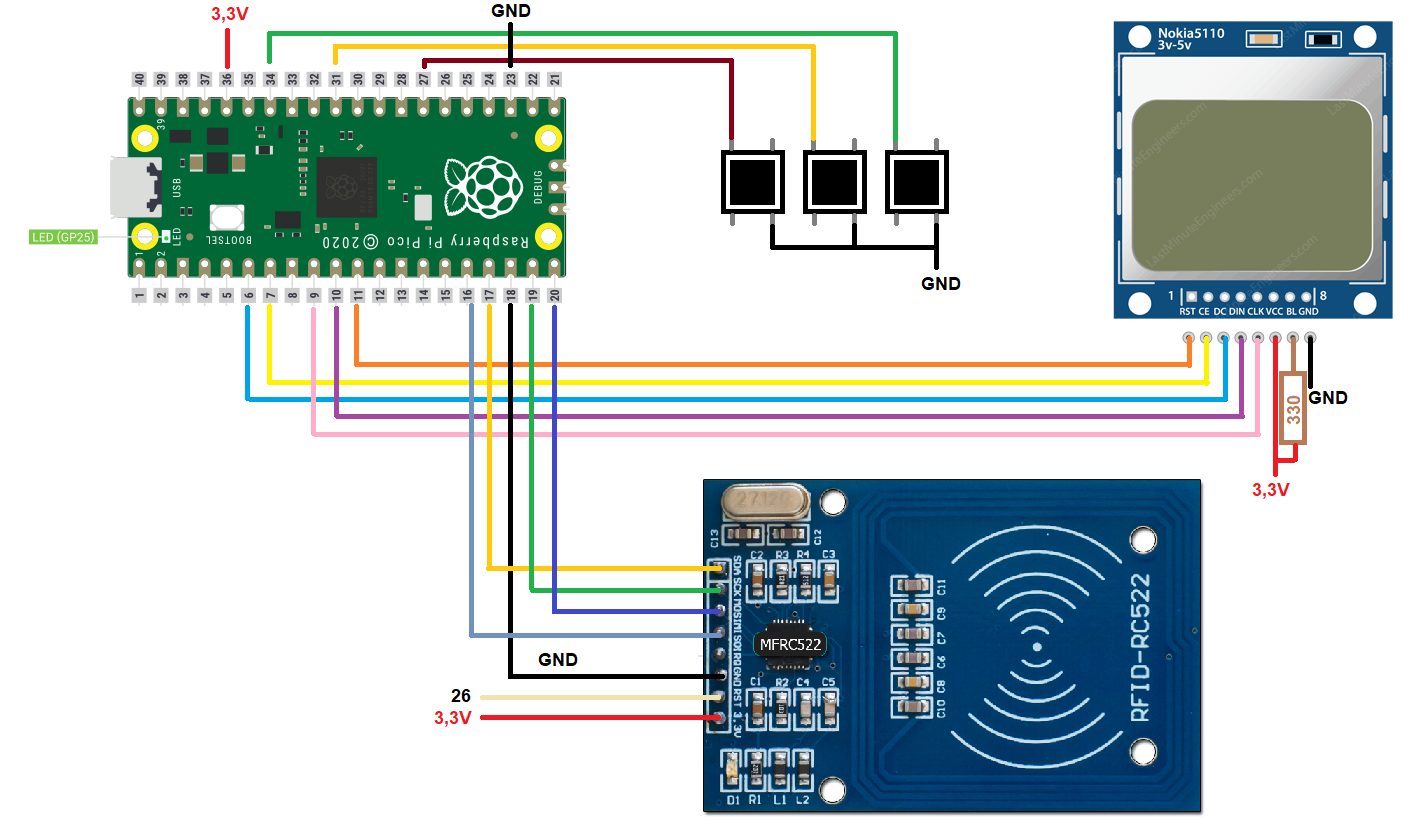 3,3V
GND
40 39 38 37 36 35 34 33 32 31 30 29 28 27 26 25 24 23 22 21
39
USB
DEBUG
LED (GP25)
LED
BOOTSEL
Raspberry Pi Pico ©2020
1 2
1 2 3 4 5 6 7 8 9 10 11 12 13 14 15 16 17 18 19 20
GND
Nokia5110
3v-5v
LastMinuteEngineers.com
1 8
RST CE DC DIN CLK VCC BL GND
GND
330
3,3V
27.120
C13 C12
C2 R3 R4 C3
SDA SCK MOSI MISO IRQ GND RST 3.3V
MFRC522
C1 R2 C4 C5
D1 R1 L1 L2
C11
C9
C7
C6
C8
C10
RFID-RC522
GND
26
3,3V